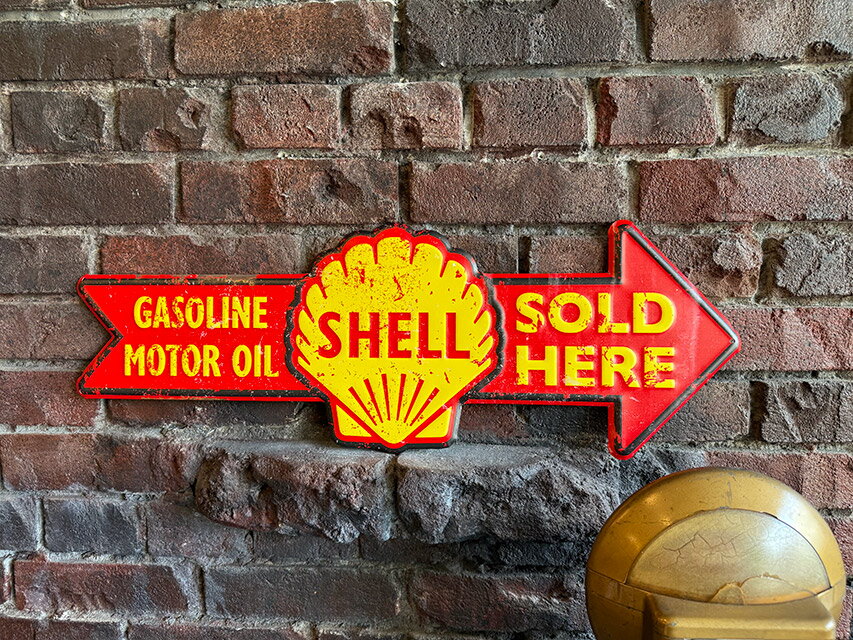 GASOLINE
MOTOR OIL
SHELL
SOLD
HERE